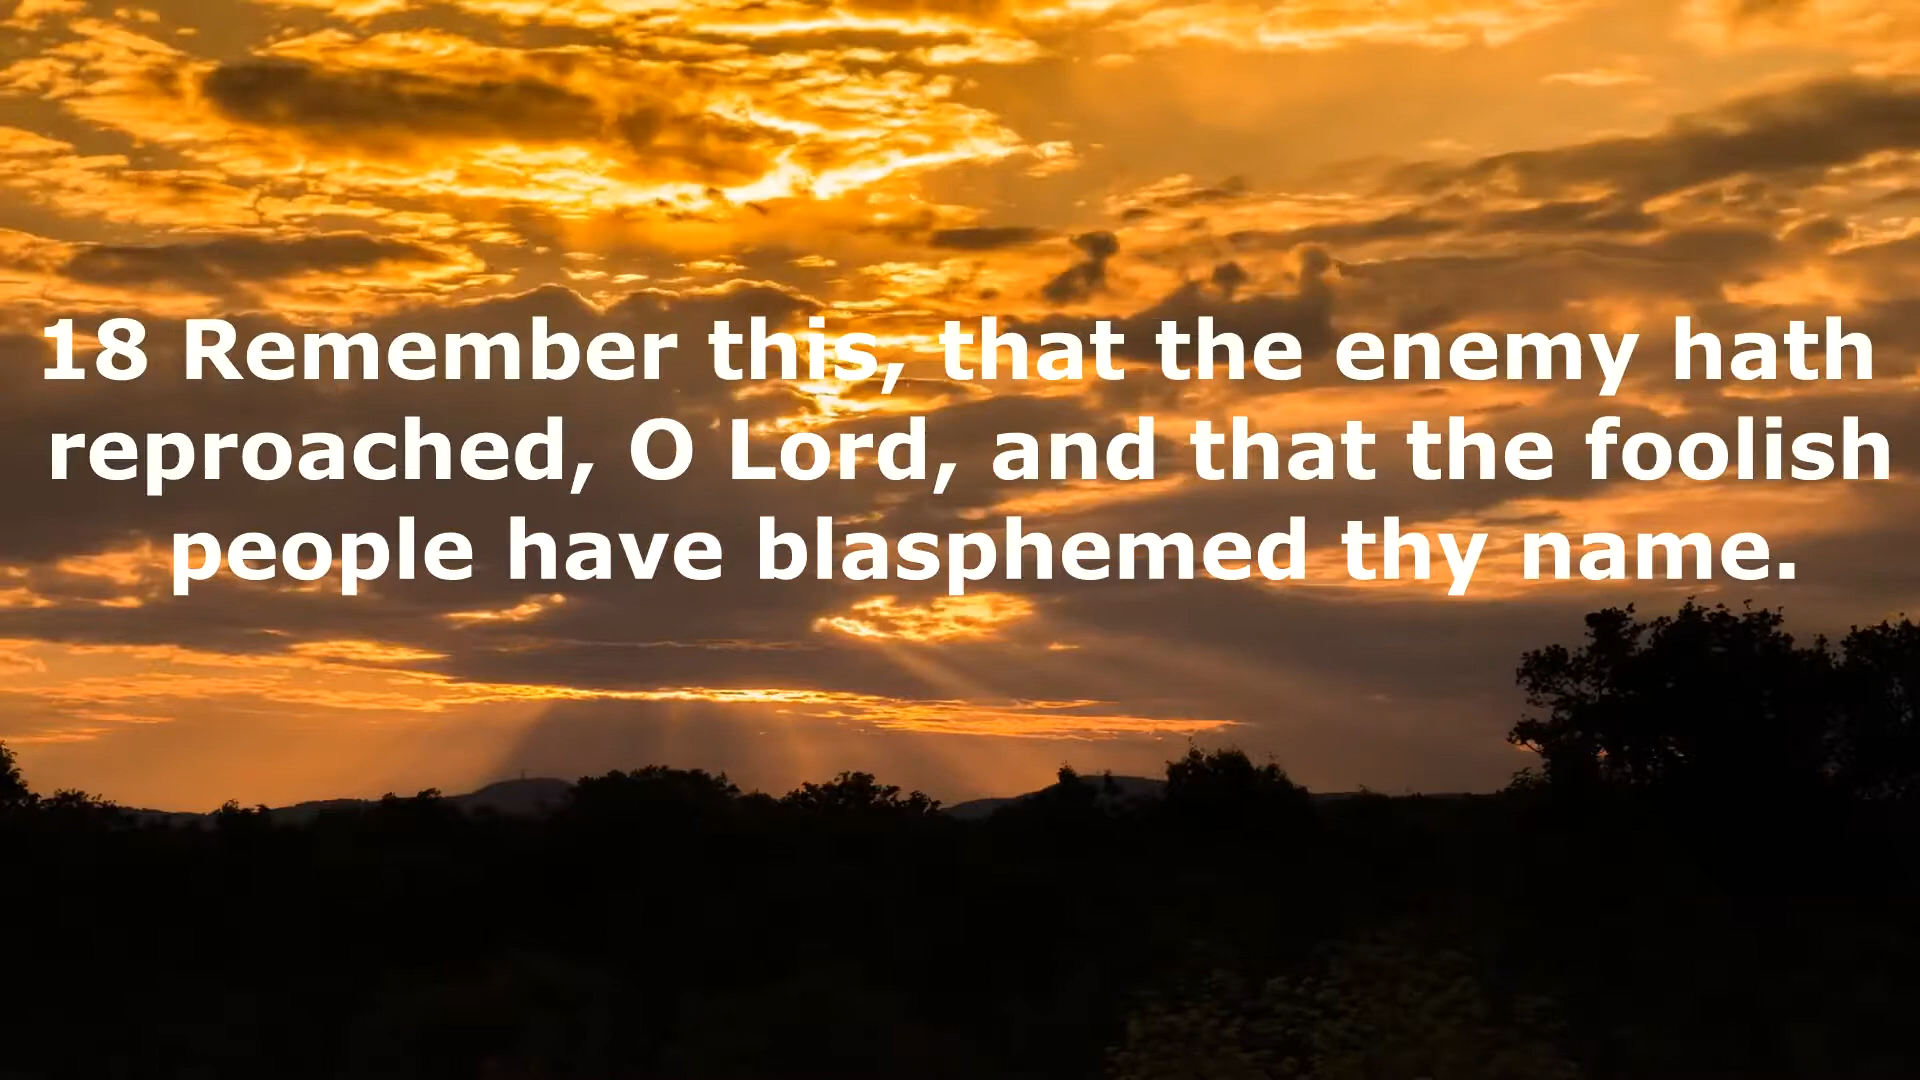 18 Remember this, that the enemy hath
reproached, O Lord, and that the foolish
people have blasphemed thy name.